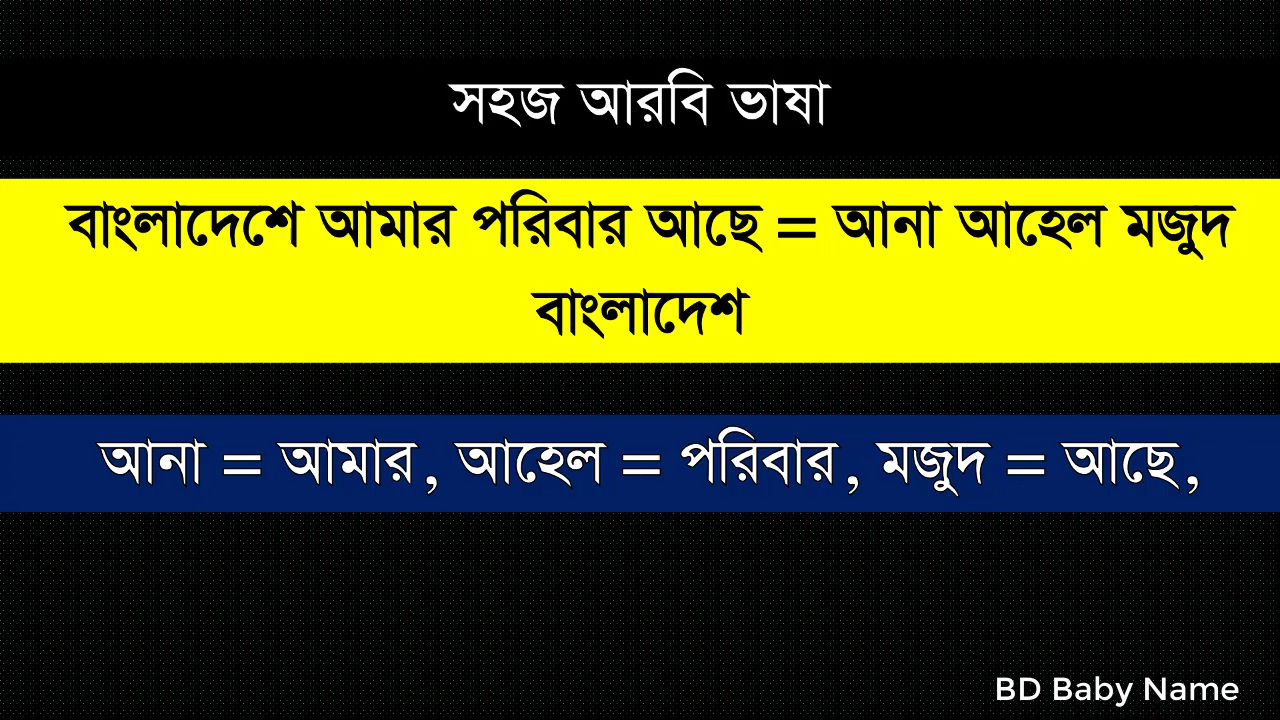 সহজ আরবি ভাষা
বাংলাদেশে আমার পরিবার আছে = আনা আহেল মজুদ
বাংলাদেশ
আনা = আমার, আহেল = পরিবার, মজুদ = আছে,
BD Baby Name